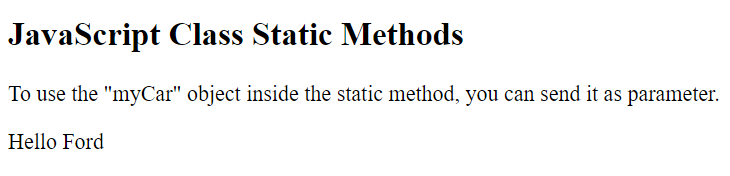 JavaScript Class Static Methods
To use the "myCar" object inside the static method, you can send it as parameter.
Hello Ford